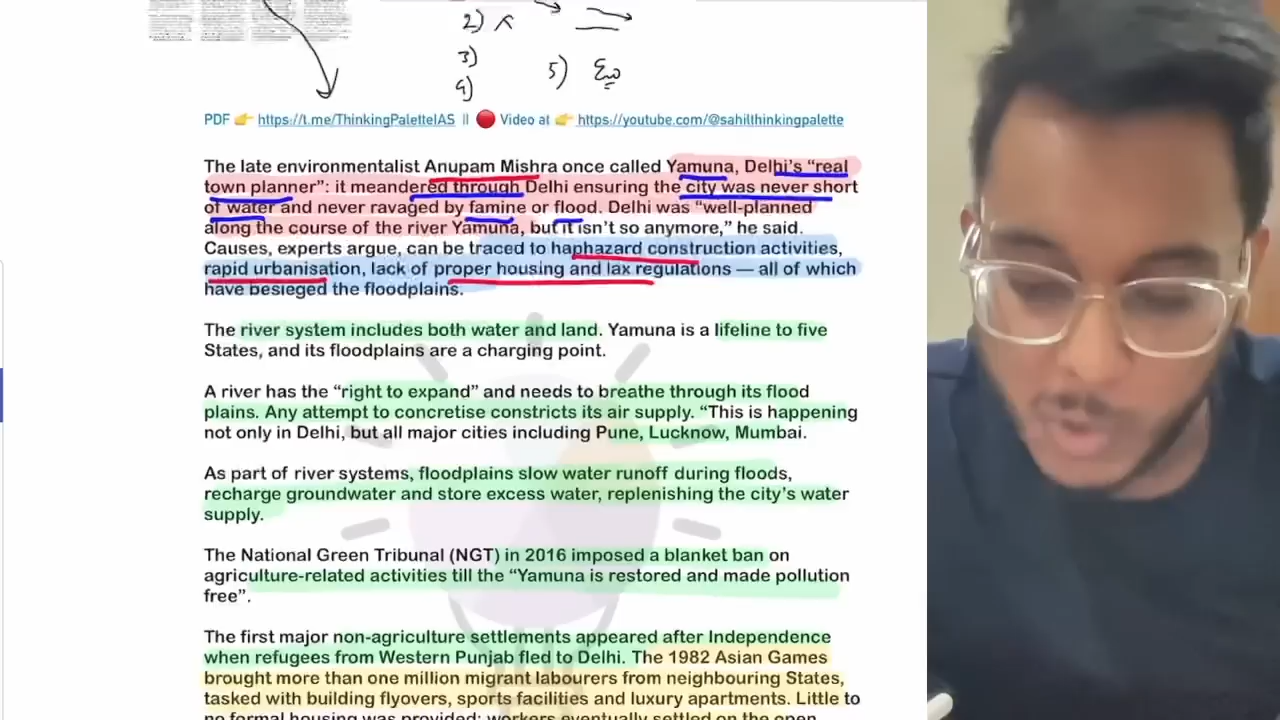 2)
3)
4)
5)
PDF 👉 https://t.me/ThinkingPaletteIAS || 🔴 Video at 👉 https://youtube.com/@sahilthinkingpalette
The late environmentalist Anupam Mishra once called Yamuna, Delhi's “real
town planner”: it meandered through Delhi ensuring the city was never short
of water and never ravaged by famine or flood. Delhi was “well-planned
along the course of the river Yamuna, but it isn't so anymore,” he said.
Causes, experts argue, can be traced to haphazard construction activities,
rapid urbanisation, lack of proper housing and lax regulations — all of which
have besieged the floodplains.
The river system includes both water and land. Yamuna is a lifeline to five
States, and its floodplains are a charging point.
A river has the “right to expand” and needs to breathe through its flood
plains. Any attempt to concretise constricts its air supply. “This is happening
not only in Delhi, but all major cities including Pune, Lucknow, Mumbai.
As part of river systems, floodplains slow water runoff during floods,
recharge groundwater and store excess water, replenishing the city's water
supply.
The National Green Tribunal (NGT) in 2016 imposed a blanket ban on
agriculture-related activities till the “Yamuna is restored and made pollution
free”.
The first major non-agriculture settlements appeared after Independence
when refugees from Western Punjab fled to Delhi. The 1982 Asian Games
brought more than one million migrant labourers from neighbouring States,
tasked with building flyovers, sports facilities and luxury apartments. Little to
no formal housing was provided; workers eventually settled on the open